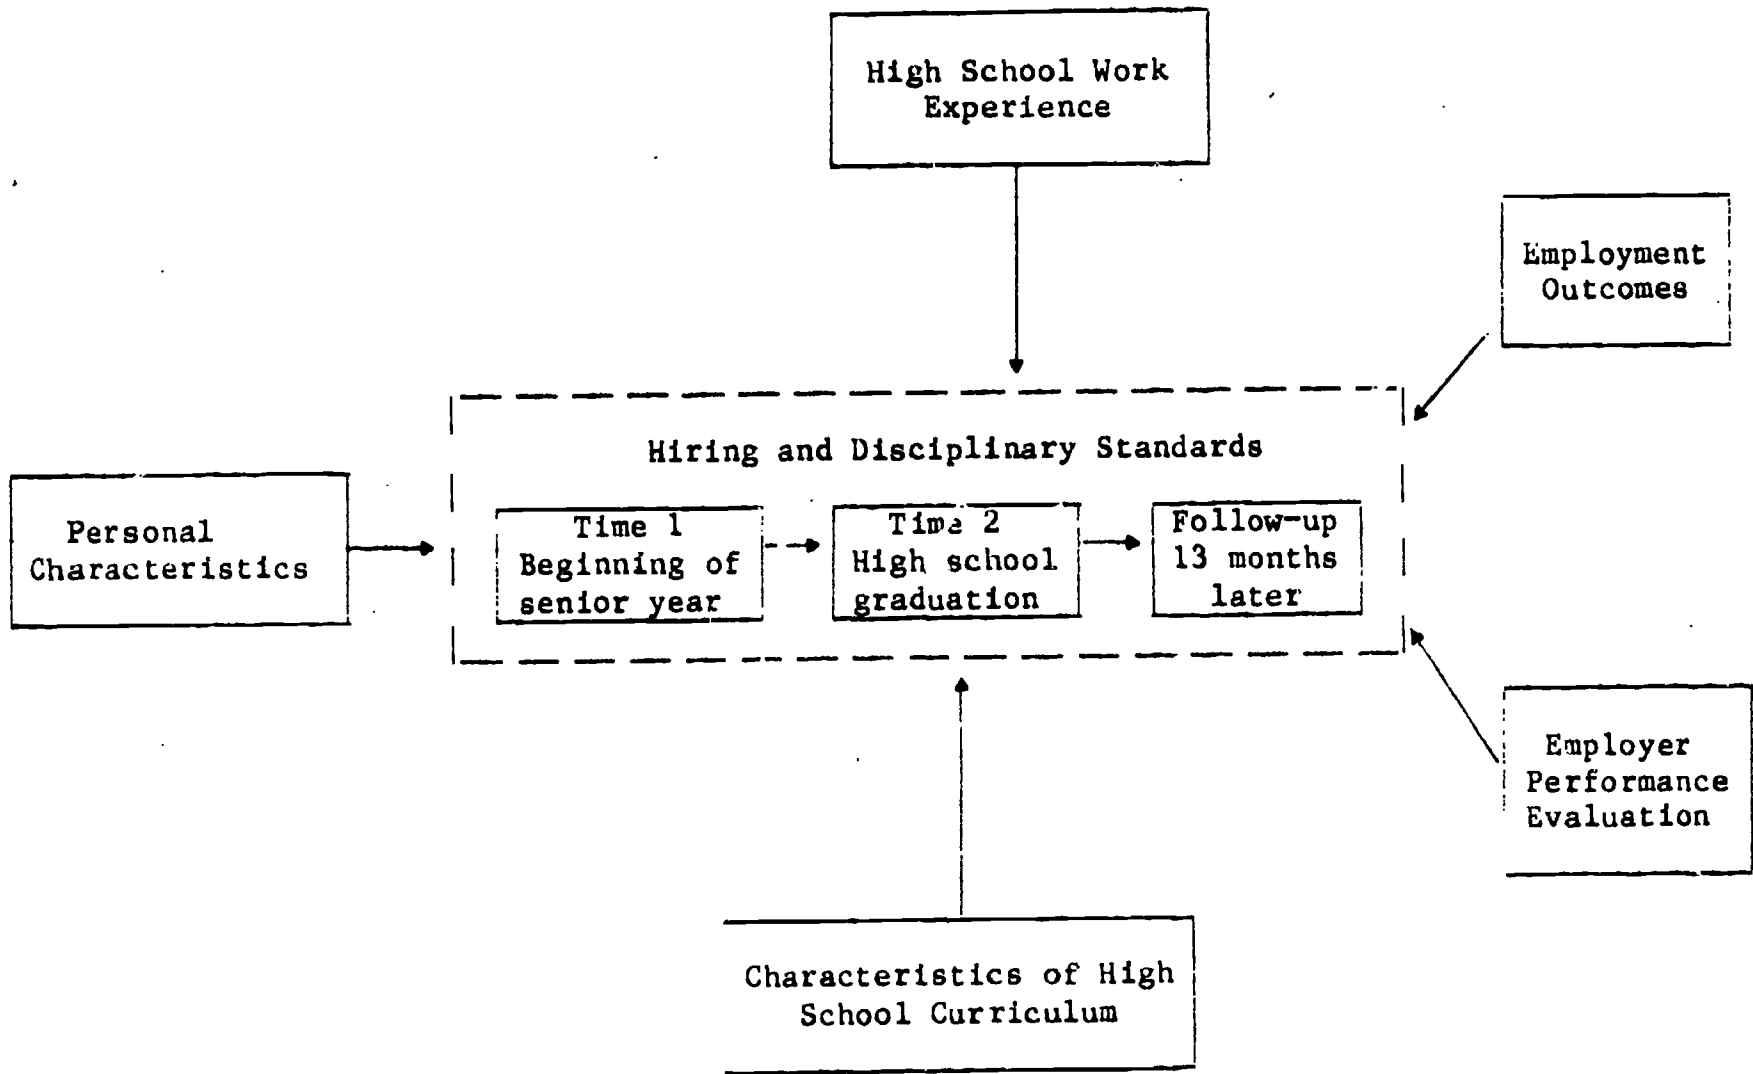 High School Work
Experience
Employment
Outcomes
Hiring and Disciplinary Standards
Personal
Characteristics
Time 1
Beginning of
senior year
Time 2
High school
graduation
Follow-up
13 months
later
Employer
Performance
Evaluation
Characteristics of High
School Curriculum